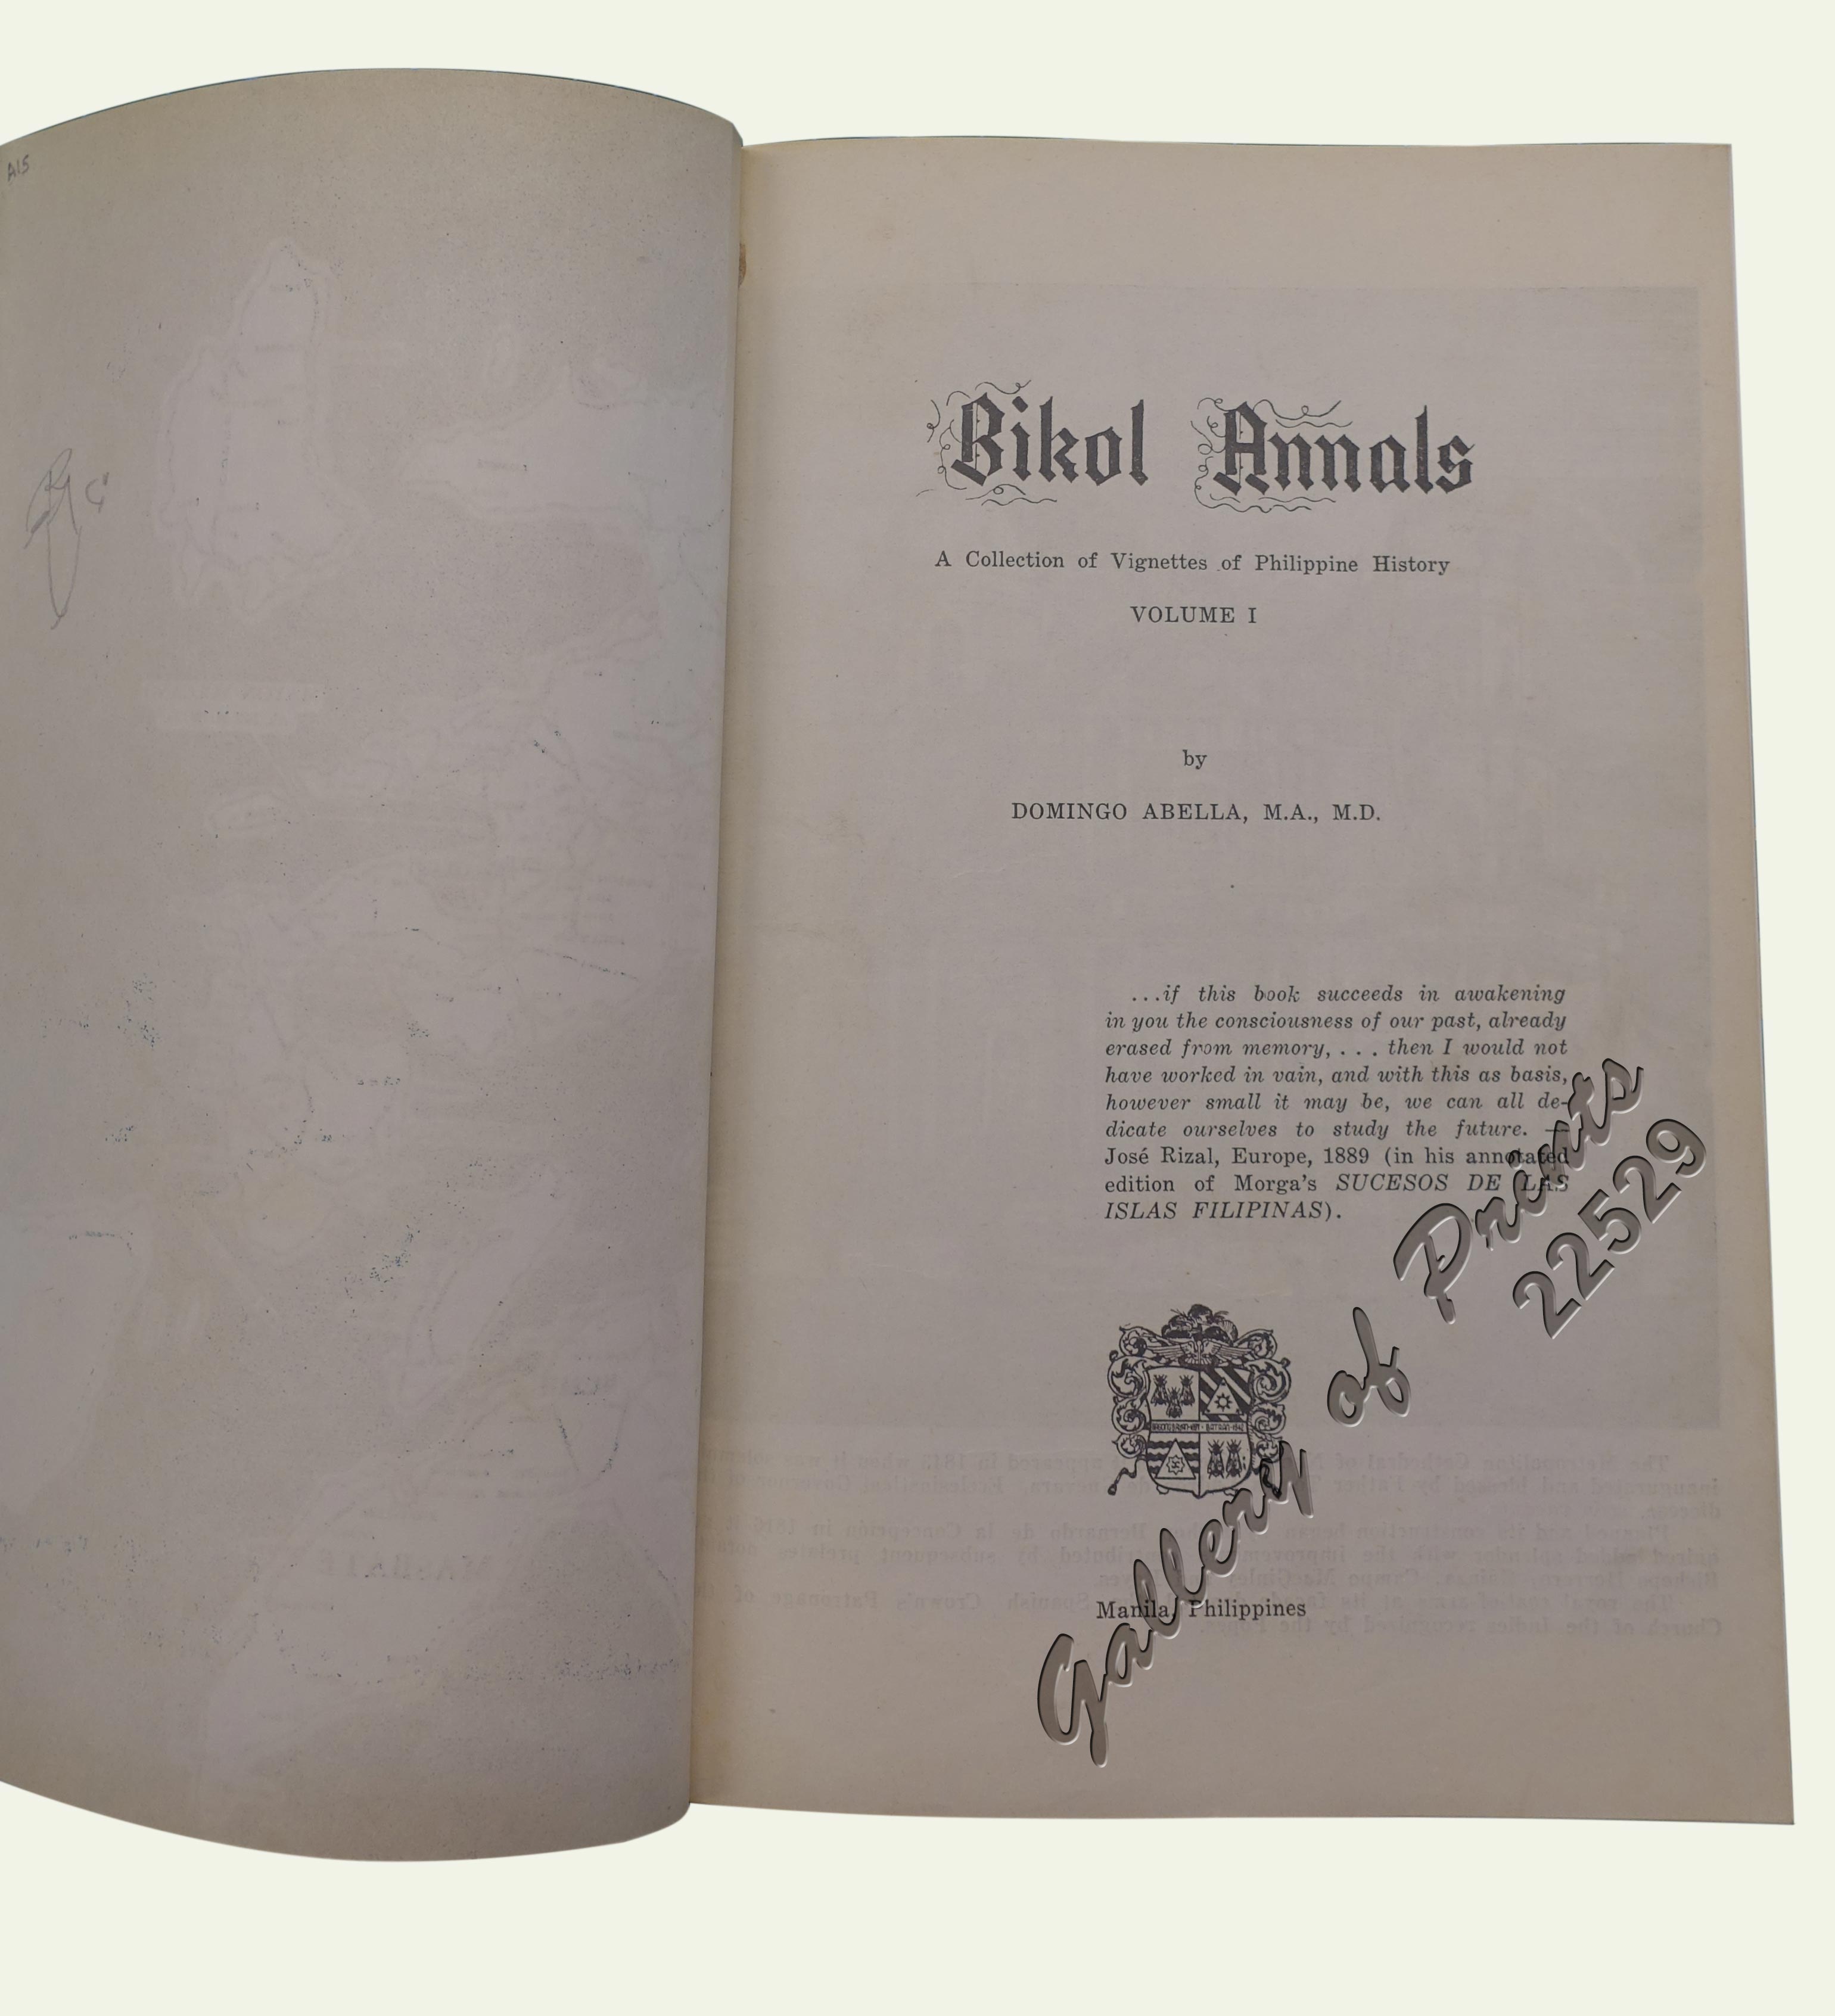 A15
Bikol Annals
A Collection of Vignettes of Philippine History
VOLUME I
by
DOMINGO ABELLA, M.A., M.D.
...if this book succeeds in awakening
in you the consciousness of our past, already
erased from memory, . . . then I would not
have worked in vain, and with this as basis,
however small it may be, we can all de-
dicate ourselves to study the future. —
José Rizal, Europe, 1889 (in his annotated
edition of Morga's SUCESOS DE LAS
ISLAS FILIPINAS).
Manila, Philippines
Gallery of Prints
22529